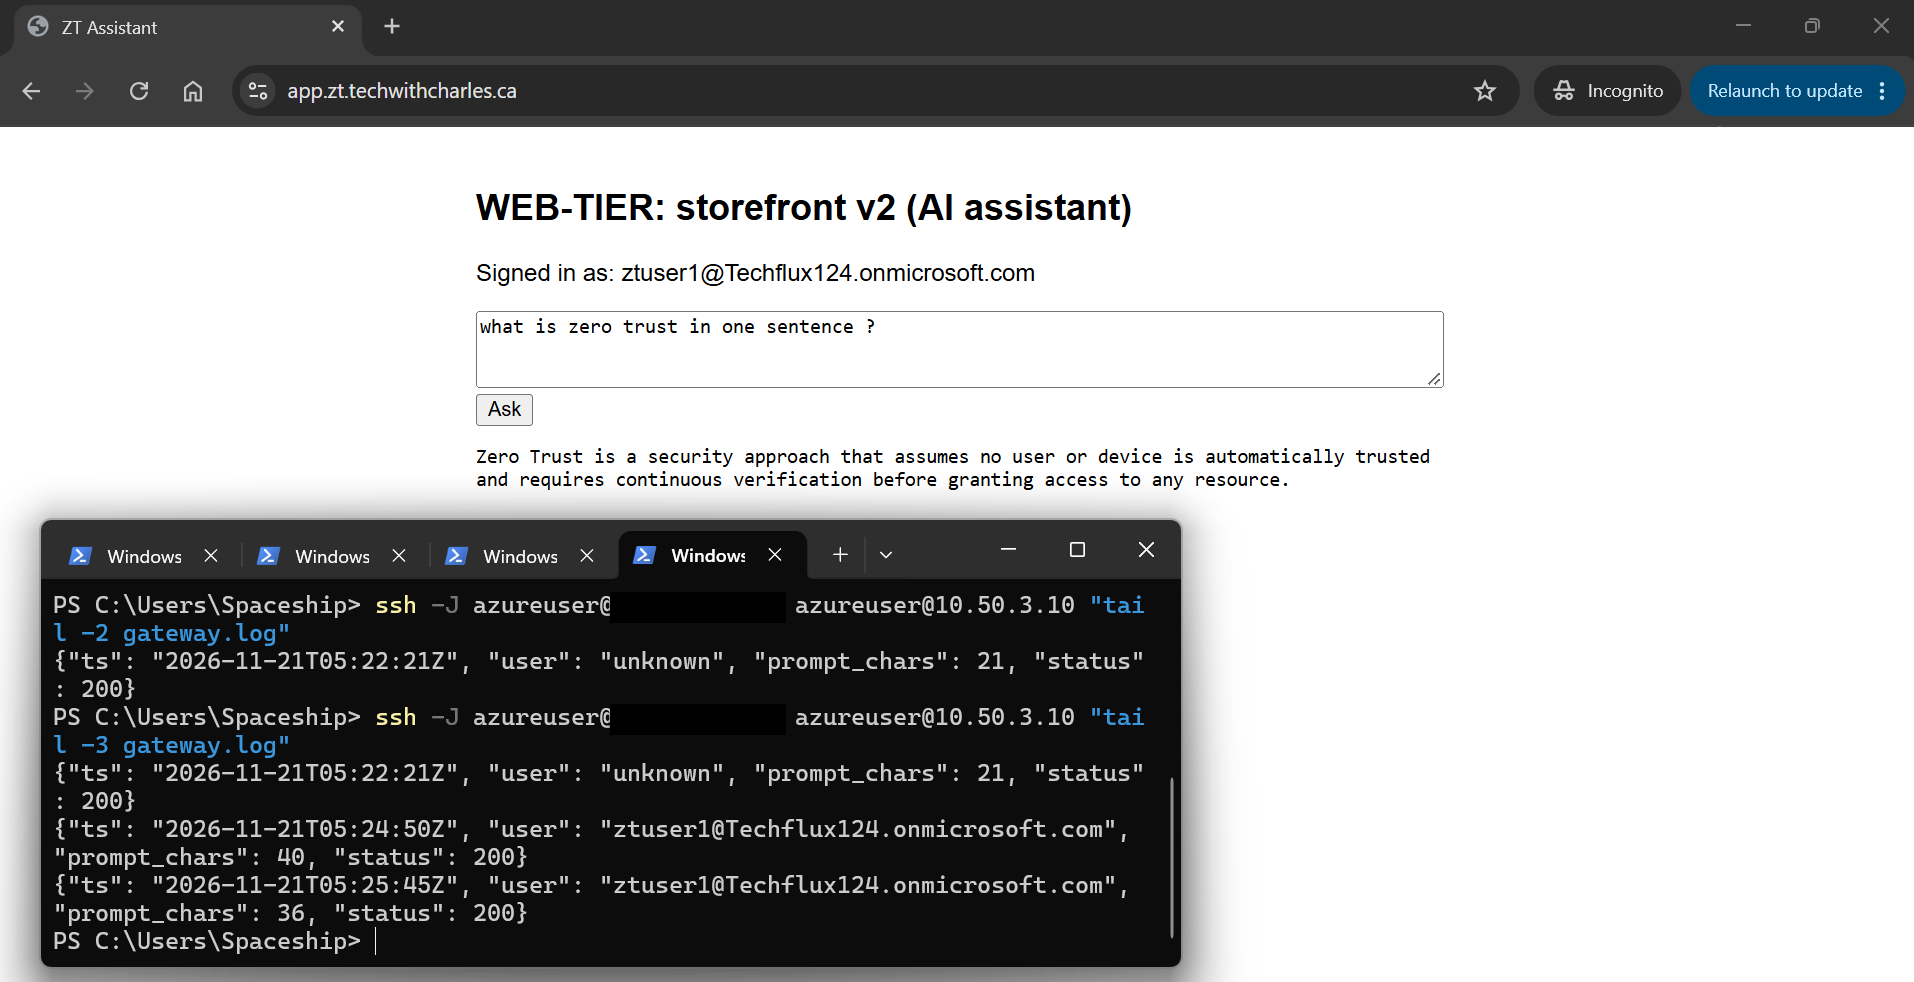 ZT Assistant
app.zt.techwithcharles.ca
Incognito
Relaunch to update
WEB-TIER: storefront v2 (AI assistant)
Signed in as: ztuser1@Techflux124.onmicrosoft.com
what is zero trust in one sentence ?
Ask
Zero Trust is a security approach that assumes no user or device is automatically trusted
and requires continuous verification before granting access to any resource.
Windows Windows Windows Windows
PS C:\Users\Spaceship> ssh -J azureuser@ azureuser@10.50.3.10 "tai
l -2 gateway.log"
{"ts": "2026-11-21T05:22:21Z", "user": "unknown", "prompt_chars": 21, "status"
: 200}
PS C:\Users\Spaceship> ssh -J azureuser@ azureuser@10.50.3.10 "tai
l -3 gateway.log"
{"ts": "2026-11-21T05:22:21Z", "user": "unknown", "prompt_chars": 21, "status"
: 200}
{"ts": "2026-11-21T05:24:50Z", "user": "ztuser1@Techflux124.onmicrosoft.com",
"prompt_chars": 40, "status": 200}
{"ts": "2026-11-21T05:25:45Z", "user": "ztuser1@Techflux124.onmicrosoft.com",
"prompt_chars": 36, "status": 200}
PS C:\Users\Spaceship>